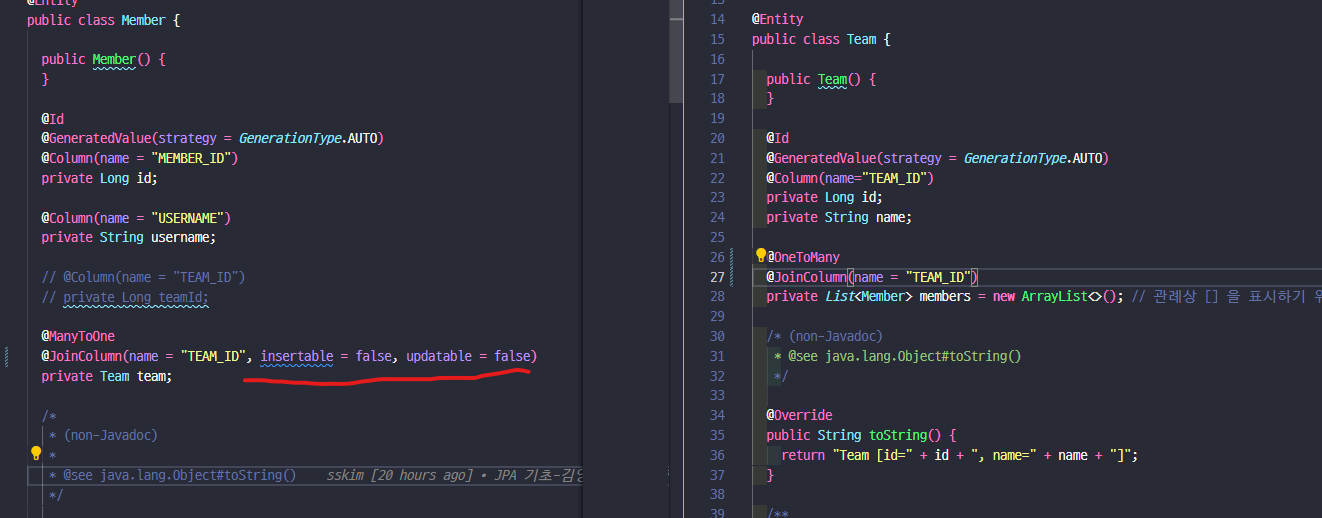 @Entity
public class Member {
public Member() {
}
@Id
@GeneratedValue(strategy = GenerationType.AUTO)
@Column(name = "MEMBER_ID")
private Long id;
@Column(name = "USERNAME")
private String username;
// @Column(name = "TEAM_ID")
// private Long teamId;
@ManyToOne
@JoinColumn(name = "TEAM_ID", insertable = false, updatable = false)
private Team team;
/*
* (non-Javadoc)
*
* @see java.lang.Object#toString() sskim [20 hours ago] • JPA 기초-김영
*/
14 @Entity
15 public class Team {
16
17 public Team() {
18 }
19
20 @Id
21 @GeneratedValue(strategy = GenerationType.AUTO)
22 @Column(name="TEAM_ID")
23 private Long id;
24 private String name;
25
26 @OneToMany
27 @JoinColumn(name = "TEAM_ID")
28 private List<Member> members = new ArrayList<>(); // 관례상 [] 을 표시하기
29
30 /* (non-Javadoc)
31 * @see java.lang.Object#toString()
32 */
33
34 @Override
35 public String toString() {
36 return "Team [id=" + id + ", name=" + name + "]";
37 }
38
39 /**